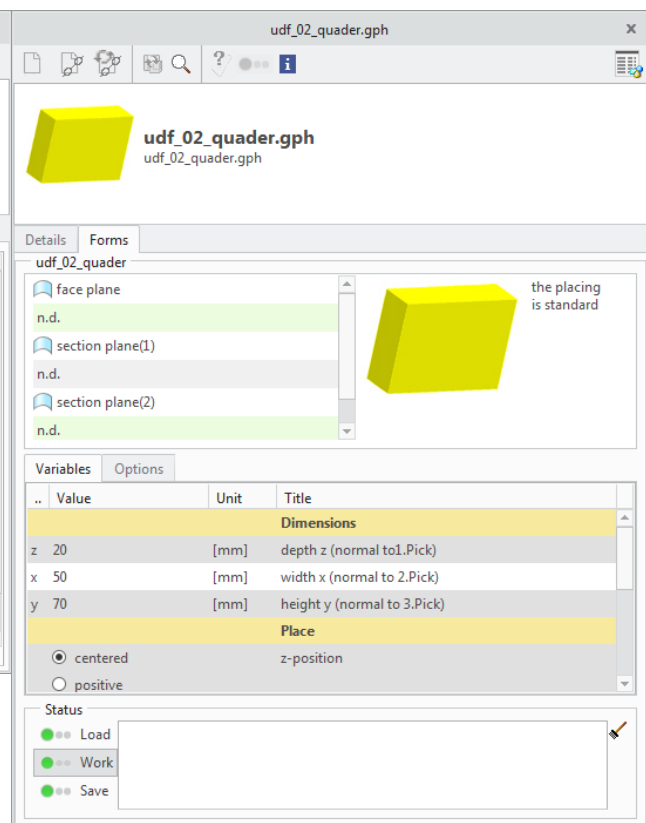 udf_02_quader.gph
x
?
i
udf_02_quader.gph
udf_02_quader.gph
Details Forms
udf_02_quader
face plane
n.d.
section plane(1)
n.d.
section plane(2)
n.d.
the placing
is standard
Variables Options
.. Value Unit Title
Dimensions
z 20 [mm] depth z (normal to1.Pick)
x 50 [mm] width x (normal to 2.Pick)
y 70 [mm] height y (normal to 3.Pick)
Place
centered z-position
positive
Status
Load
Work
Save